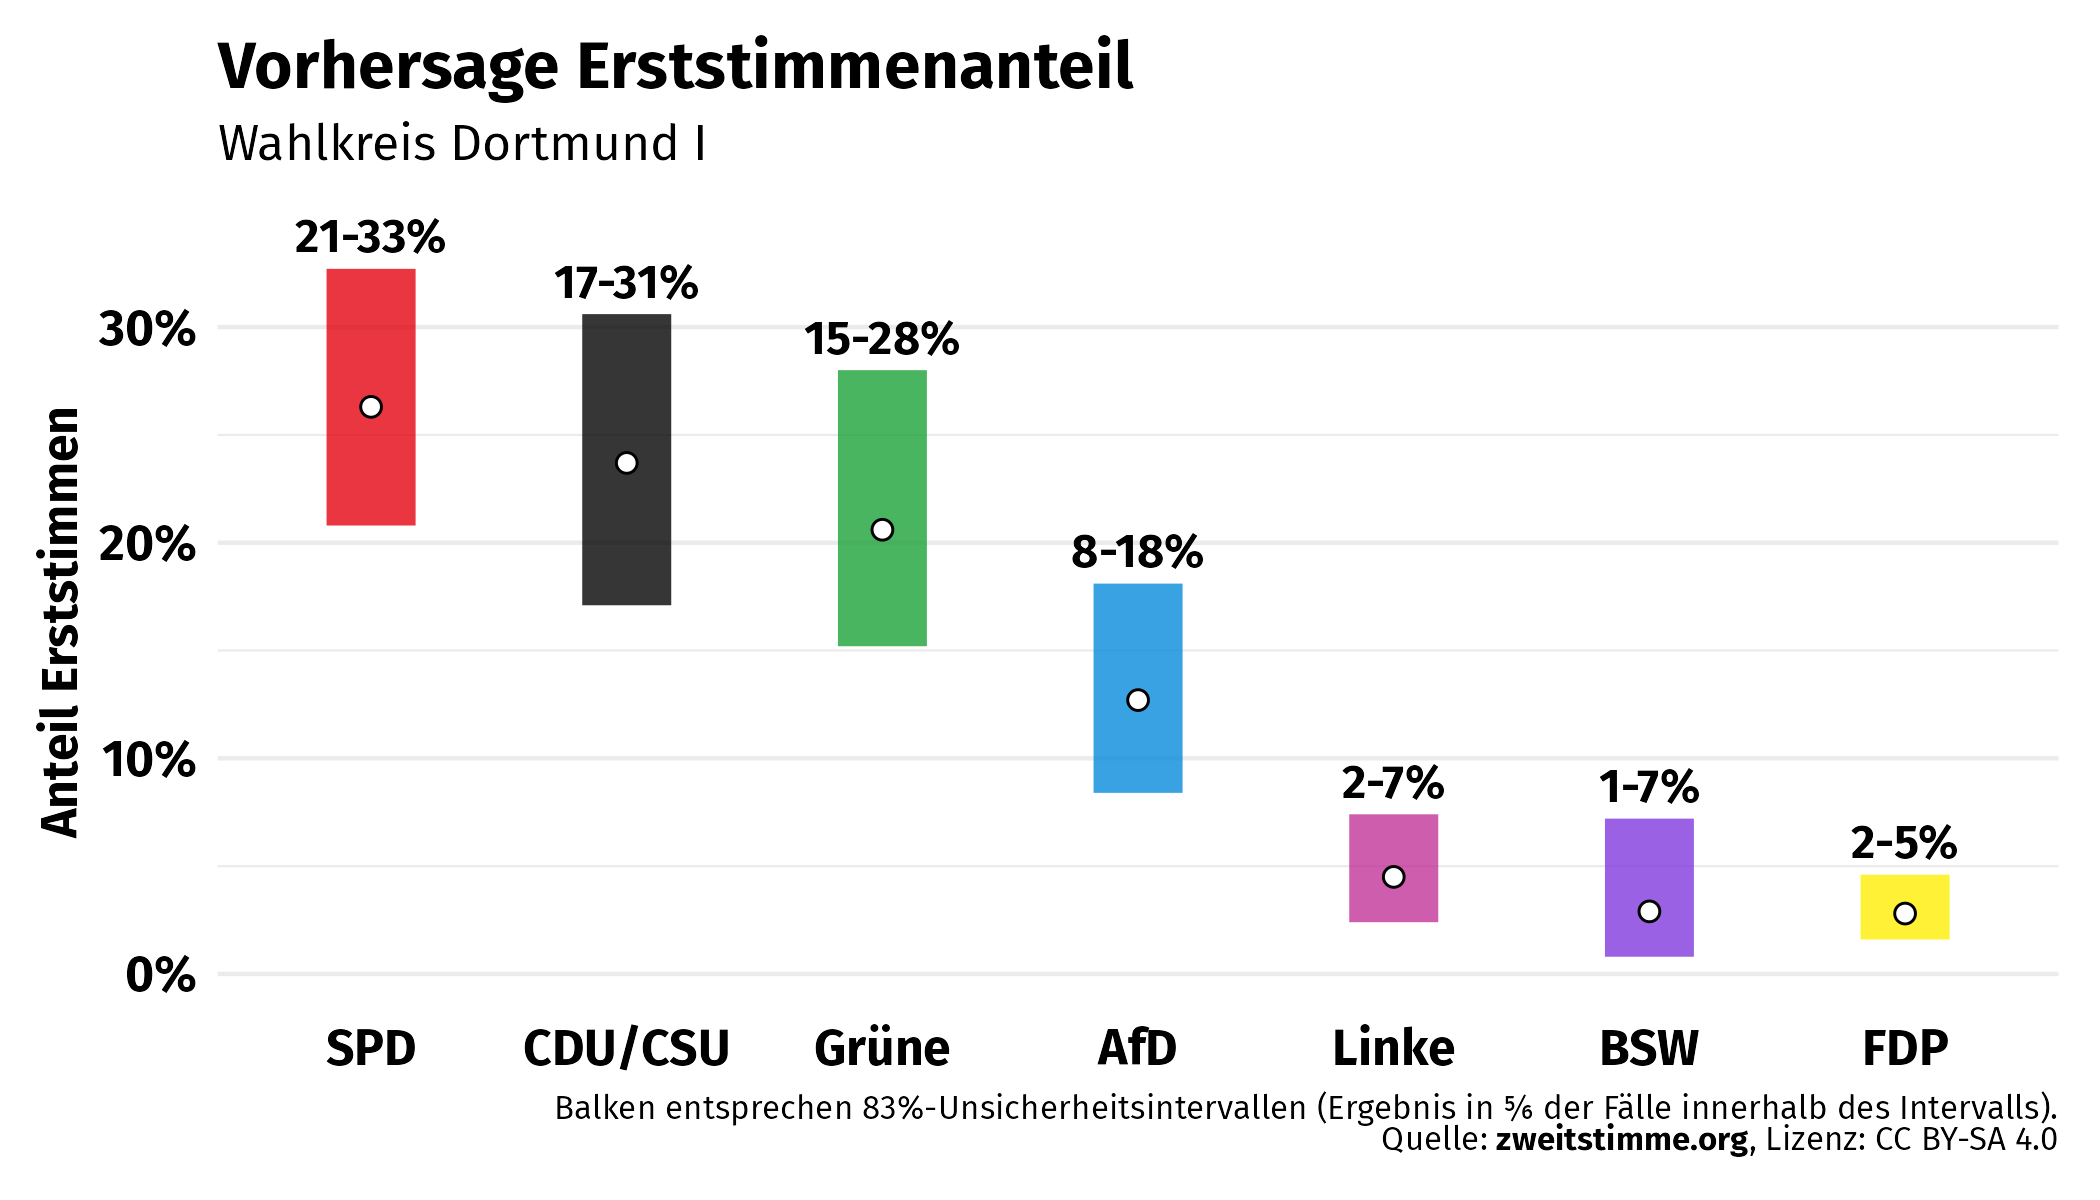 Vorhersage Erststimmenanteil
Wahlkreis Dortmund I
21-33%
17-31%
15-28%
8-18%
2-7%
1-7%
2-5%
Anteil Erststimmen
30%
20%
10%
0%
SPD CDU/CSU Grüne AfD Linke BSW FDP
Balken entsprechen 83%-Unsicherheitsintervallen (Ergebnis in ⅚ der Fälle innerhalb des Intervalls).
Quelle: zweitstimme.org, Lizenz: CC BY-SA 4.0